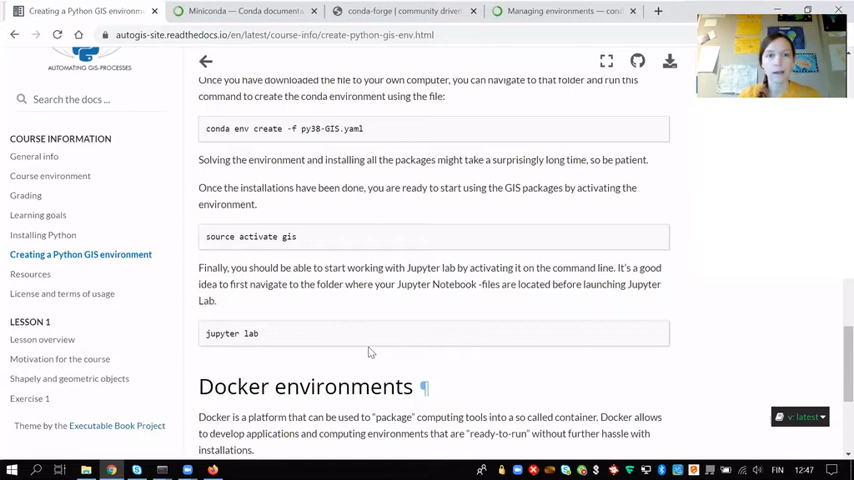 Creating a Python GIS environme
Miniconda — Conda documenta
conda-forge | community driven
Managing environments — con
autogis-site.readthedocs.io/en/latest/course-info/create-python-gis-env.html
AUTOMATING GIS-PROCESSES
Search the docs ...
COURSE INFORMATION
General info
Course environment
Grading
Learning goals
Installing Python
Creating a Python GIS environment
Resources
License and terms of usage
LESSON 1
Lesson overview
Motivation for the course
Shapely and geometric objects
Exercise 1
Theme by the Executable Book Project
Once you have downloaded the file to your own computer, you can navigate to that folder and run this
command to create the conda environment using the file:
conda env create -f py38-GIS.yaml
Solving the environment and installing all the packages might take a surprisingly long time, so be patient.
Once the installations have been done, you are ready to start using the GIS packages by activating the
environment.
source activate gis
Finally, you should be able to start working with Jupyter lab by activating it on the command line. It's a good
idea to first navigate to the folder where your Jupyter Notebook -files are located before launching Jupyter
Lab.
jupyter lab
Docker environments ¶
Docker is a platform that can be used to "package" computing tools into a so called container. Docker allows
to develop applications and computing environments that are "ready-to-run" without further hassle with
installations.
v: latest
FIN
12:47